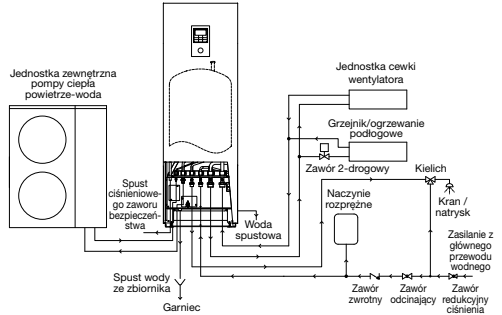 Jednostka zewnętrzna
pompy ciepła
powietrze-woda
Jednostka cewki
wentylatora
Grzejnik/ogrzewanie
podłogowe
Zawór 2-drogowy
Kielich
Kran /
natrysk
Spust
ciśnieniowe-
go zaworu
bezpieczeń-
stwa
Woda
spustowa
Naczynie
rozprężne
Zasilanie z
głównego
przewodu
wodnego
Spust wody
ze zbiornika
Garniec
Zawór
zwrotny
Zawór
odcinający
Zawór
redukcyjny
ciśnienia